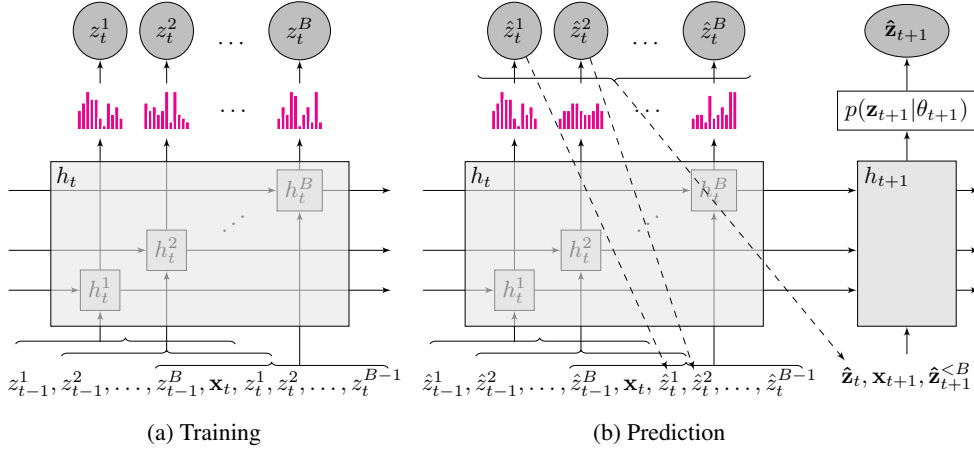 z_t^1 z_t^2 ... z_t^B
h_t
h_t^B
h_t^2
h_t^1
z_{t-1}^1, z_{t-1}^2, ..., z_{t-1}^B, x_t, z_t^1, z_t^2, ..., z_t^{B-1}
(a) Training
ẑ_t^1 ẑ_t^2 ... ẑ_t^B
h_t
h_t^B
h_t^2
h_t^1
ẑ_{t-1}^1, ẑ_{t-1}^2, ..., ẑ_{t-1}^B, x_t, ẑ_t^1, ẑ_t^2, ..., ẑ_t^{B-1}
ẑ_{t+1}
p(z_{t+1}|θ_{t+1})
h_{t+1}
ẑ_t, x_{t+1}, ẑ_{t+1}^{<B}
(b) Prediction